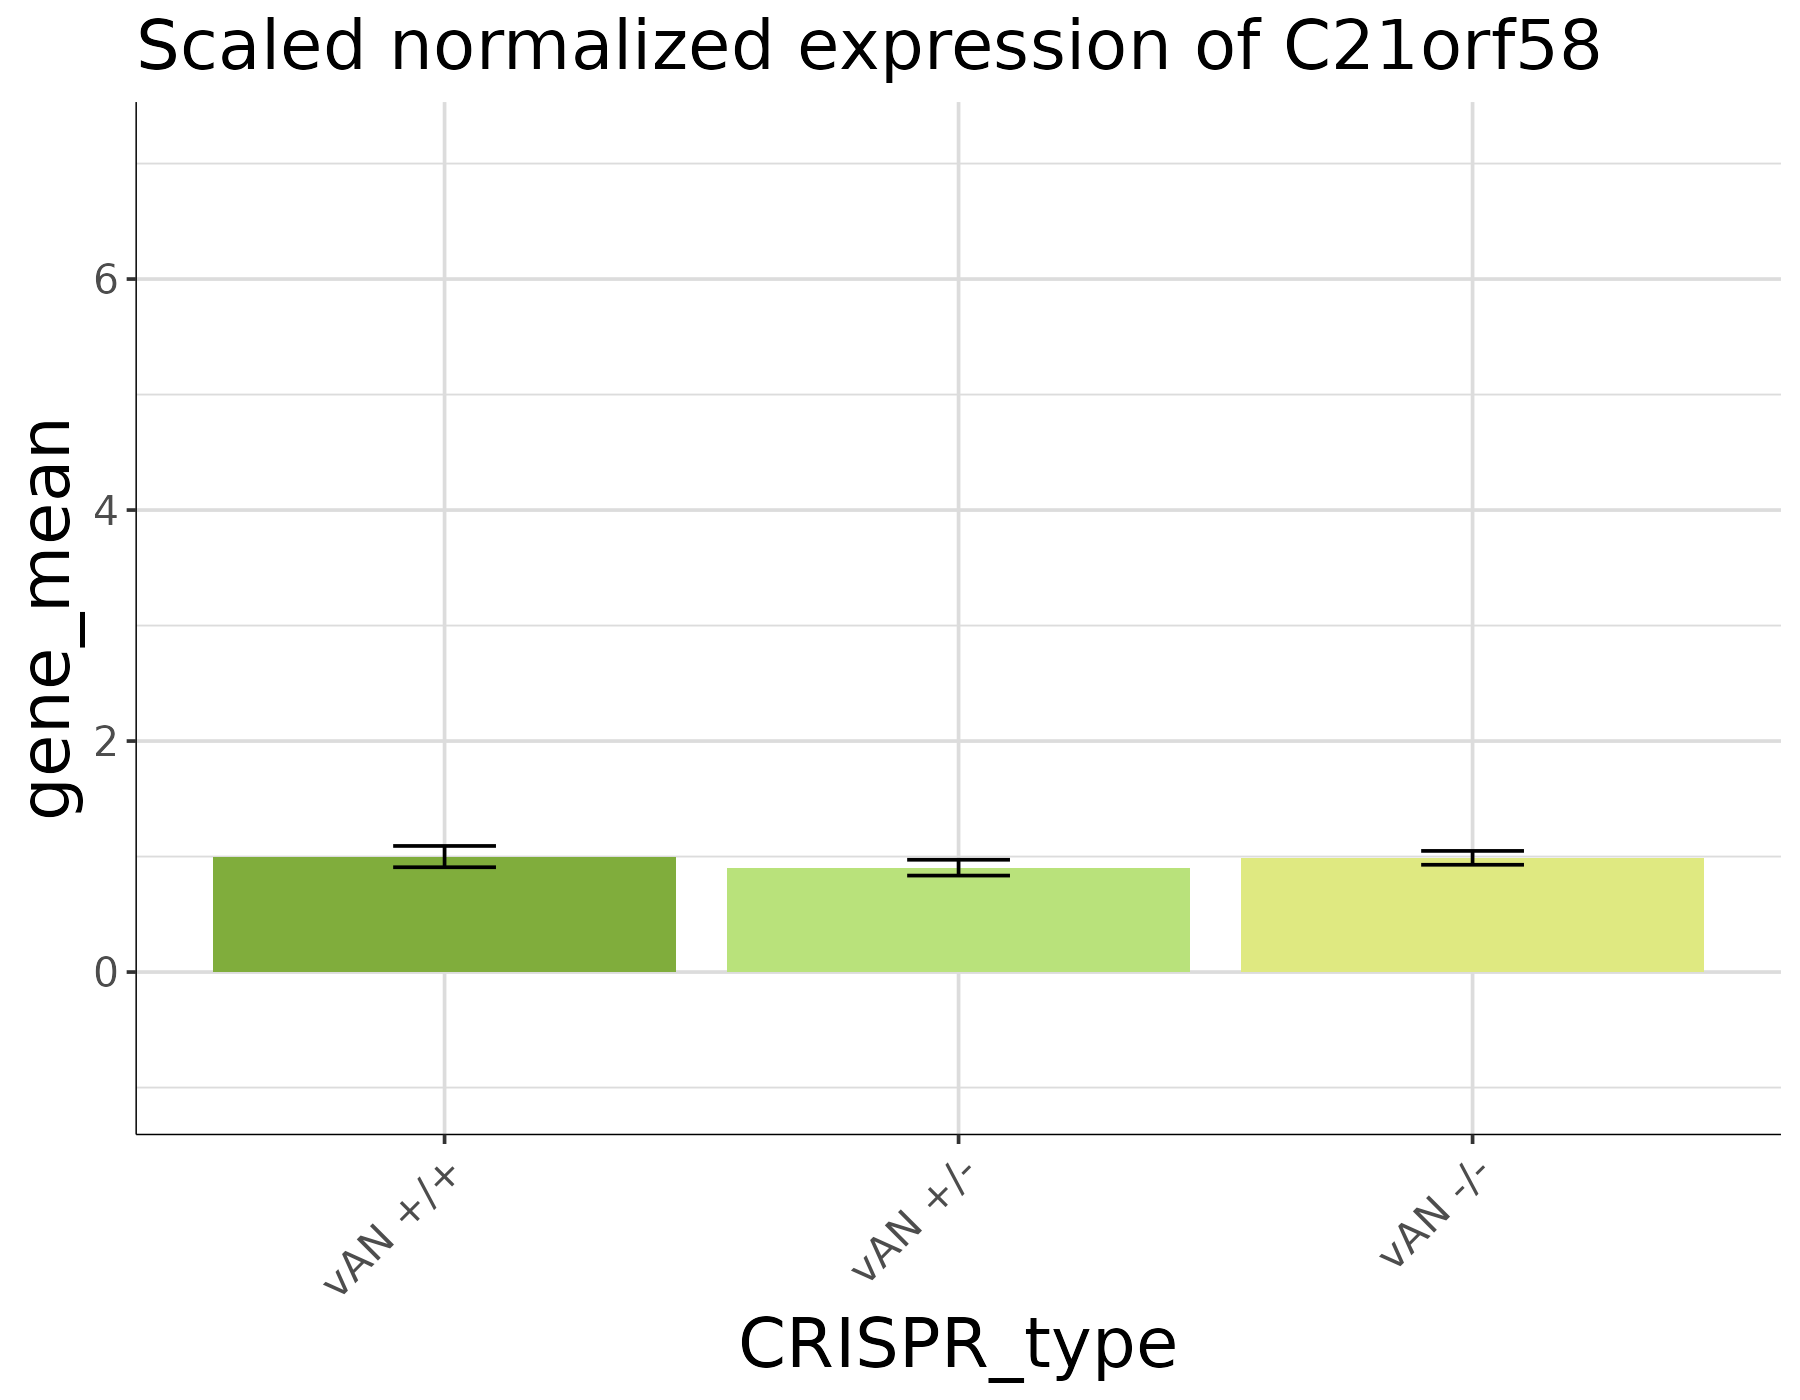 Scaled normalized expression of C21orf58
gene_mean
6
4
2
0
vAN +/+
vAN +/-
vAN -/-
CRISPR_type